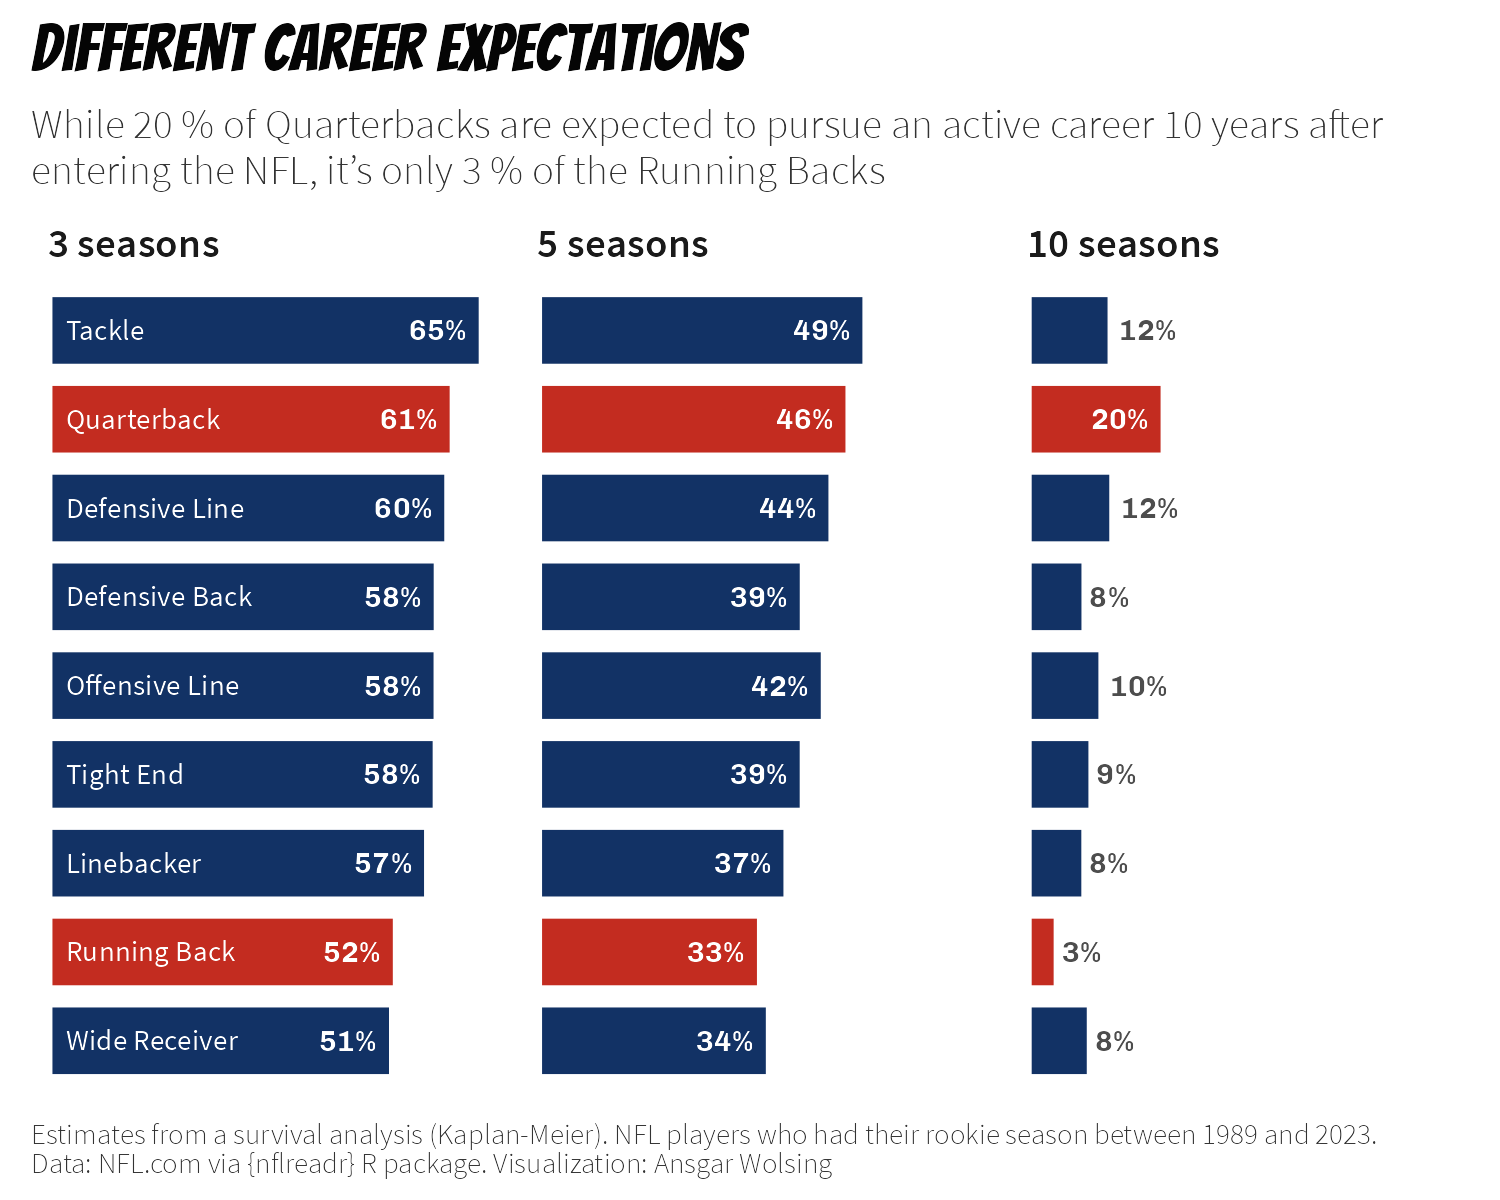 DIFFERENT CAREER EXPECTATIONS
While 20 % of Quarterbacks are expected to pursue an active career 10 years after
entering the NFL, it’s only 3 % of the Running Backs
3 seasons 5 seasons 10 seasons
Tackle 65% 49% 12%
Quarterback 61% 46% 20%
Defensive Line 60% 44% 12%
Defensive Back 58% 39% 8%
Offensive Line 58% 42% 10%
Tight End 58% 39% 9%
Linebacker 57% 37% 8%
Running Back 52% 33% 3%
Wide Receiver 51% 34% 8%
Estimates from a survival analysis (Kaplan-Meier). NFL players who had their rookie season between 1989 and 2023.
Data: NFL.com via {nflreadr} R package. Visualization: Ansgar Wolsing